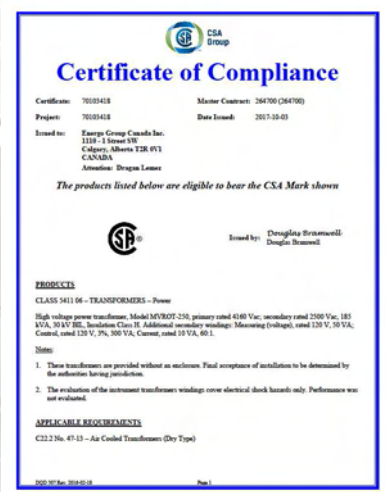 CSA
Group
Certificate of Compliance
Certificate: 70103418 Master Contract: 264700 (264700)
Project: 70103418 Date Issued: 2017-10-03
Issued to: Energo Group Canada Inc.
1110 - 1 Street SW
Calgary, Alberta T2R 0V1
CANADA
Attention: Dragan Lemez
The products listed below are eligible to bear the CSA Mark shown
Issued by: Douglas Bramwell
Douglas Bramwell
PRODUCTS
CLASS 5411 06 – TRANSFORMERS – Power
High voltage power transformer, Model MVROT-250, primary rated 4160 Vac; secondary rated 2500 Vac, 185
kVA, 30 kV BIL, Insulation Class H. Additional secondary windings: Measuring (voltage), rated 120 V, 50 VA;
Control, rated 120 V, 3%, 500 VA; Current, rated 10 VA, 60:1.
Notes:
1. These transformers are provided without an enclosure. Final acceptance of installation to be determined by
the authorities having jurisdiction.
2. The evaluation of the instrument transformers windings cover electrical shock hazards only. Performance was
not evaluated.
APPLICABLE REQUIREMENTS
C22.2 No. 47-13 – Air Cooled Transformers (Dry Type)
DQD 507 Rev. 2016-02-18 Page 1